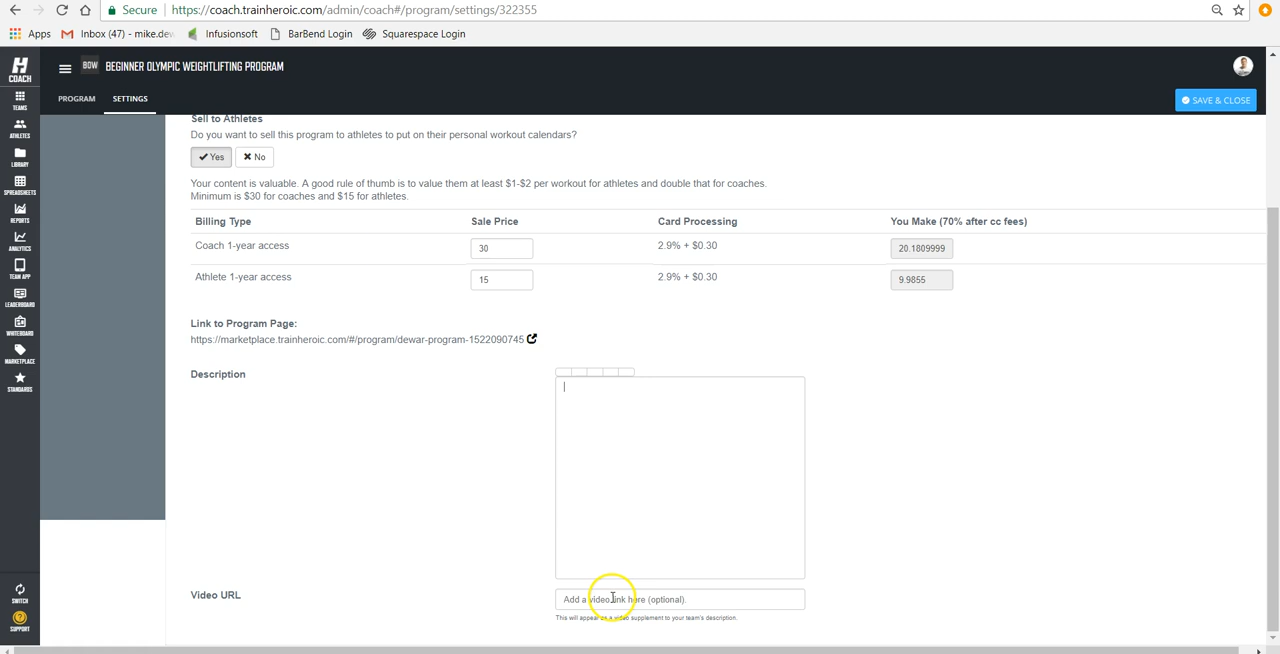 Secure https://coach.trainheroic.com/admin/coach#/program/settings/322355
Apps Inbox (47) - mike.dew Infusionsoft BarBend Login Squarespace Login
H COACH
BOW BEGINNER OLYMPIC WEIGHTLIFTING PROGRAM
PROGRAM SETTINGS
SAVE & CLOSE
TEAMS
ATHLETES
LIBRARY
SPREADSHEETS
REPORTS
ANALYTICS
TEAM APP
LEADERBOARD
WHITEBOARD
MARKETPLACE
STANDARDS
SWITCH
SUPPORT
Sell to Athletes
Do you want to sell this program to athletes to put on their personal workout calendars?
Yes No
Your content is valuable. A good rule of thumb is to value them at least $1-$2 per workout for athletes and double that for coaches.
Minimum is $30 for coaches and $15 for athletes.
Billing Type Sale Price Card Processing You Make (70% after cc fees)
Coach 1-year access 30 2.9% + $0.30 20.1809999
Athlete 1-year access 15 2.9% + $0.30 9.9855
Link to Program Page:
https://marketplace.trainheroic.com/#/program/dewar-program-1522090745
Description
Video URL Add a video link here (optional).
This will appear as a video supplement to your team's description.